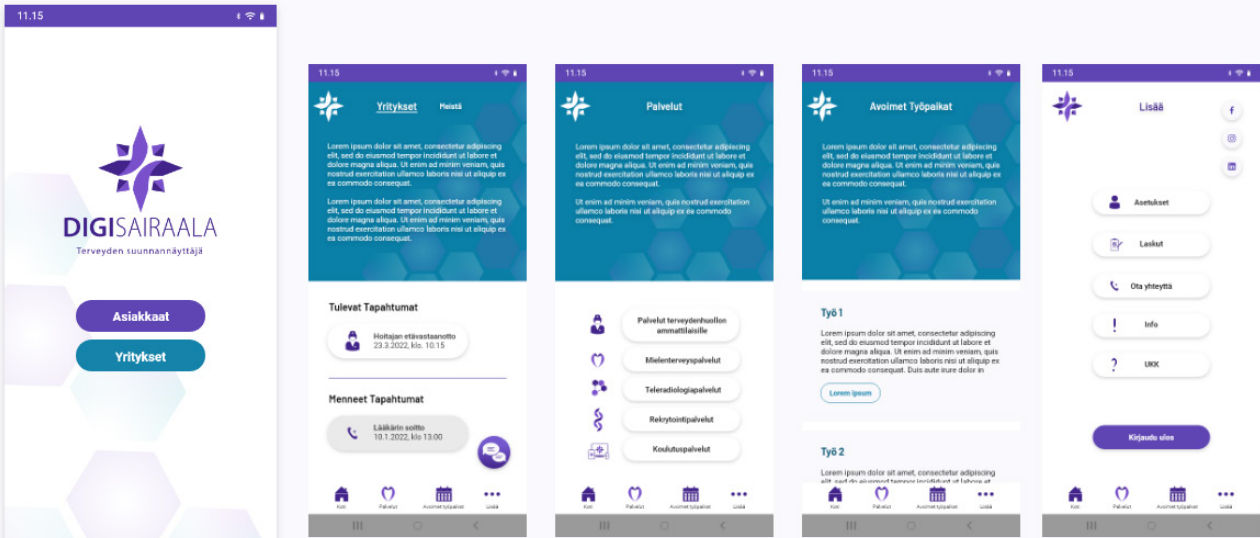 11.15
DIGISAIRAALA
Terveyden suunnannäyttäjä
Asiakkaat
Yritykset
11.15
Yritykset Meistä
Lorem ipsum dolor sit amet, consectetur adipiscing
elit, sed do eiusmod tempor incididunt ut labore et
dolore magna aliqua. Ut enim ad minim veniam, quis
nostrud exercitation ullamco laboris nisi ut aliquip ex
ea commodo consequat.
Lorem ipsum dolor sit amet, consectetur adipiscing
elit, sed do eiusmod tempor incididunt ut labore et
dolore magna aliqua. Ut enim ad minim veniam, quis
nostrud exercitation ullamco laboris nisi ut aliquip ex
ea commodo consequat.
Tulevat Tapahtumat
Hoitajan etävastaanotto
23.3.2022, klo. 10.15
Menneet Tapahtumat
Lääkärin soitto
10.1.2022, klo 13.00
Koti Palvelut Avoimet työpaikat Lisää
11.15
Palvelut
Lorem ipsum dolor sit amet, consectetur adipiscing
elit, sed do eiusmod tempor incididunt ut labore et
dolore magna aliqua. Ut enim ad minim veniam, quis
nostrud exercitation ullamco laboris nisi ut aliquip ex
ea commodo consequat.
Ut enim ad minim veniam, quis nostrud exercitation
ullamco laboris nisi ut aliquip ex ea commodo
consequat.
Palvelut terveydenhuollon
ammattilaisille
Mielenterveyspalvelut
Teleradiologiapalvelut
Rekrytointipalvelut
Koulutuspalvelut
Koti Palvelut Avoimet työpaikat Lisää
11.15
Avoimet Työpaikat
Lorem ipsum dolor sit amet, consectetur adipiscing
elit, sed do eiusmod tempor incididunt ut labore et
dolore magna aliqua. Ut enim ad minim veniam, quis
nostrud exercitation ullamco laboris nisi ut aliquip ex
ea commodo consequat.
Ut enim ad minim veniam, quis nostrud exercitation
ullamco laboris nisi ut aliquip ex ea commodo
consequat.
Työ 1
Lorem ipsum dolor sit amet, consectetur adipiscing
elit, sed do eiusmod tempor incididunt ut labore et
dolore magna aliqua. Ut enim ad minim veniam, quis
nostrud exercitation ullamco laboris nisi ut aliquip ex
ea commodo consequat. Duis aute irure dolor in
Lorem ipsum
Työ 2
Lorem ipsum dolor sit amet, consectetur adipiscing
elit, sed do eiusmod tempor incididunt ut labore et
Koti Palvelut Avoimet työpaikat Lisää
11.15
Lisää
Asetukset
Laskut
Ota yhteyttä
Info
UKK
Kirjaudu ulos
Koti Palvelut Avoimet työpaikat Lisää